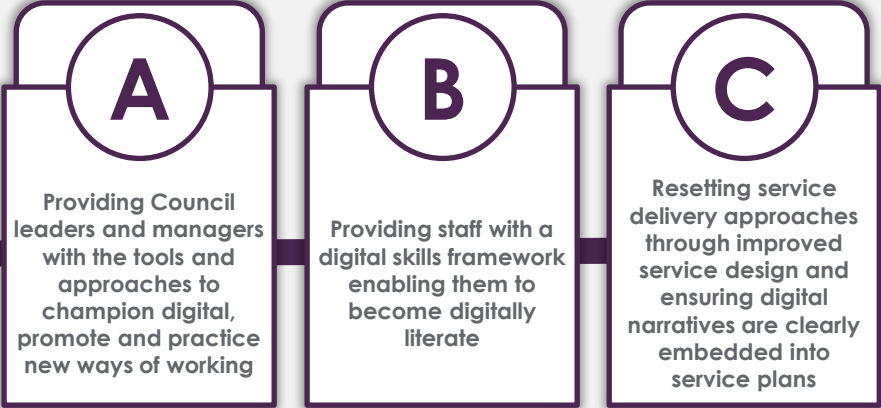 A
Providing Council
leaders and managers
with the tools and
approaches to
champion digital,
promote and practice
new ways of working
B
Providing staff with a
digital skills framework
enabling them to
become digitally
literate
C
Resetting service
delivery approaches
through improved
service design and
ensuring digital
narratives are clearly
embedded into
service plans